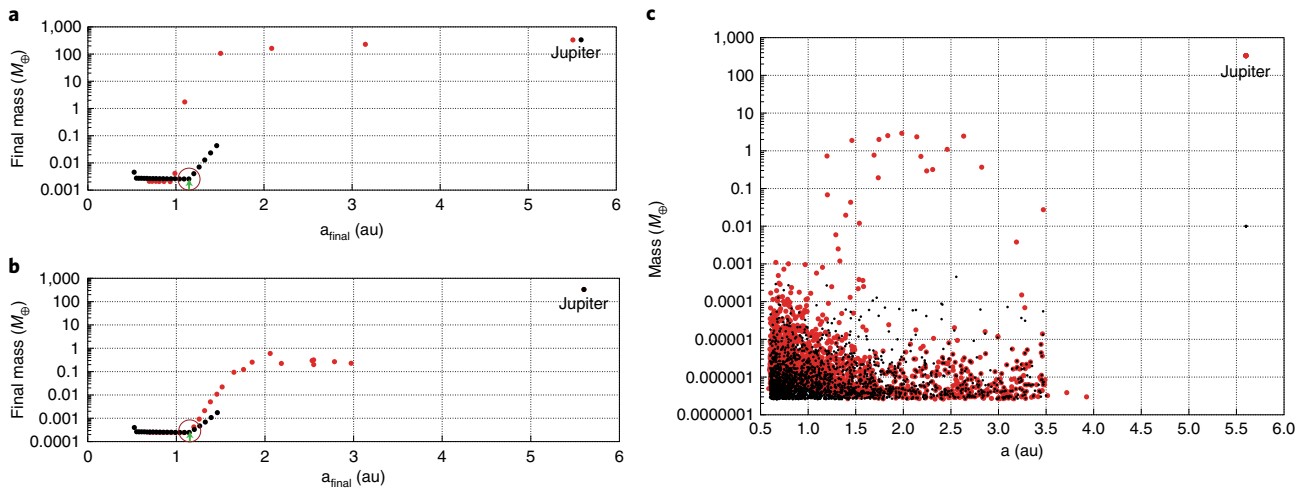 a
1,000
100
10
1
0.1
0.01
0.001
Final mass (M⊕)
Jupiter
0 1 2 3 4 5 6
a_final (au)
b
1,000
100
10
1
0.1
0.01
0.001
0.0001
Final mass (M⊕)
Jupiter
0 1 2 3 4 5 6
a_final (au)
c
1,000
100
10
1
0.1
0.01
0.001
0.0001
0.00001
0.000001
0.0000001
Mass (M⊕)
Jupiter
0.5 1.0 1.5 2.0 2.5 3.0 3.5 4.0 4.5 5.0 5.5 6.0
a (au)